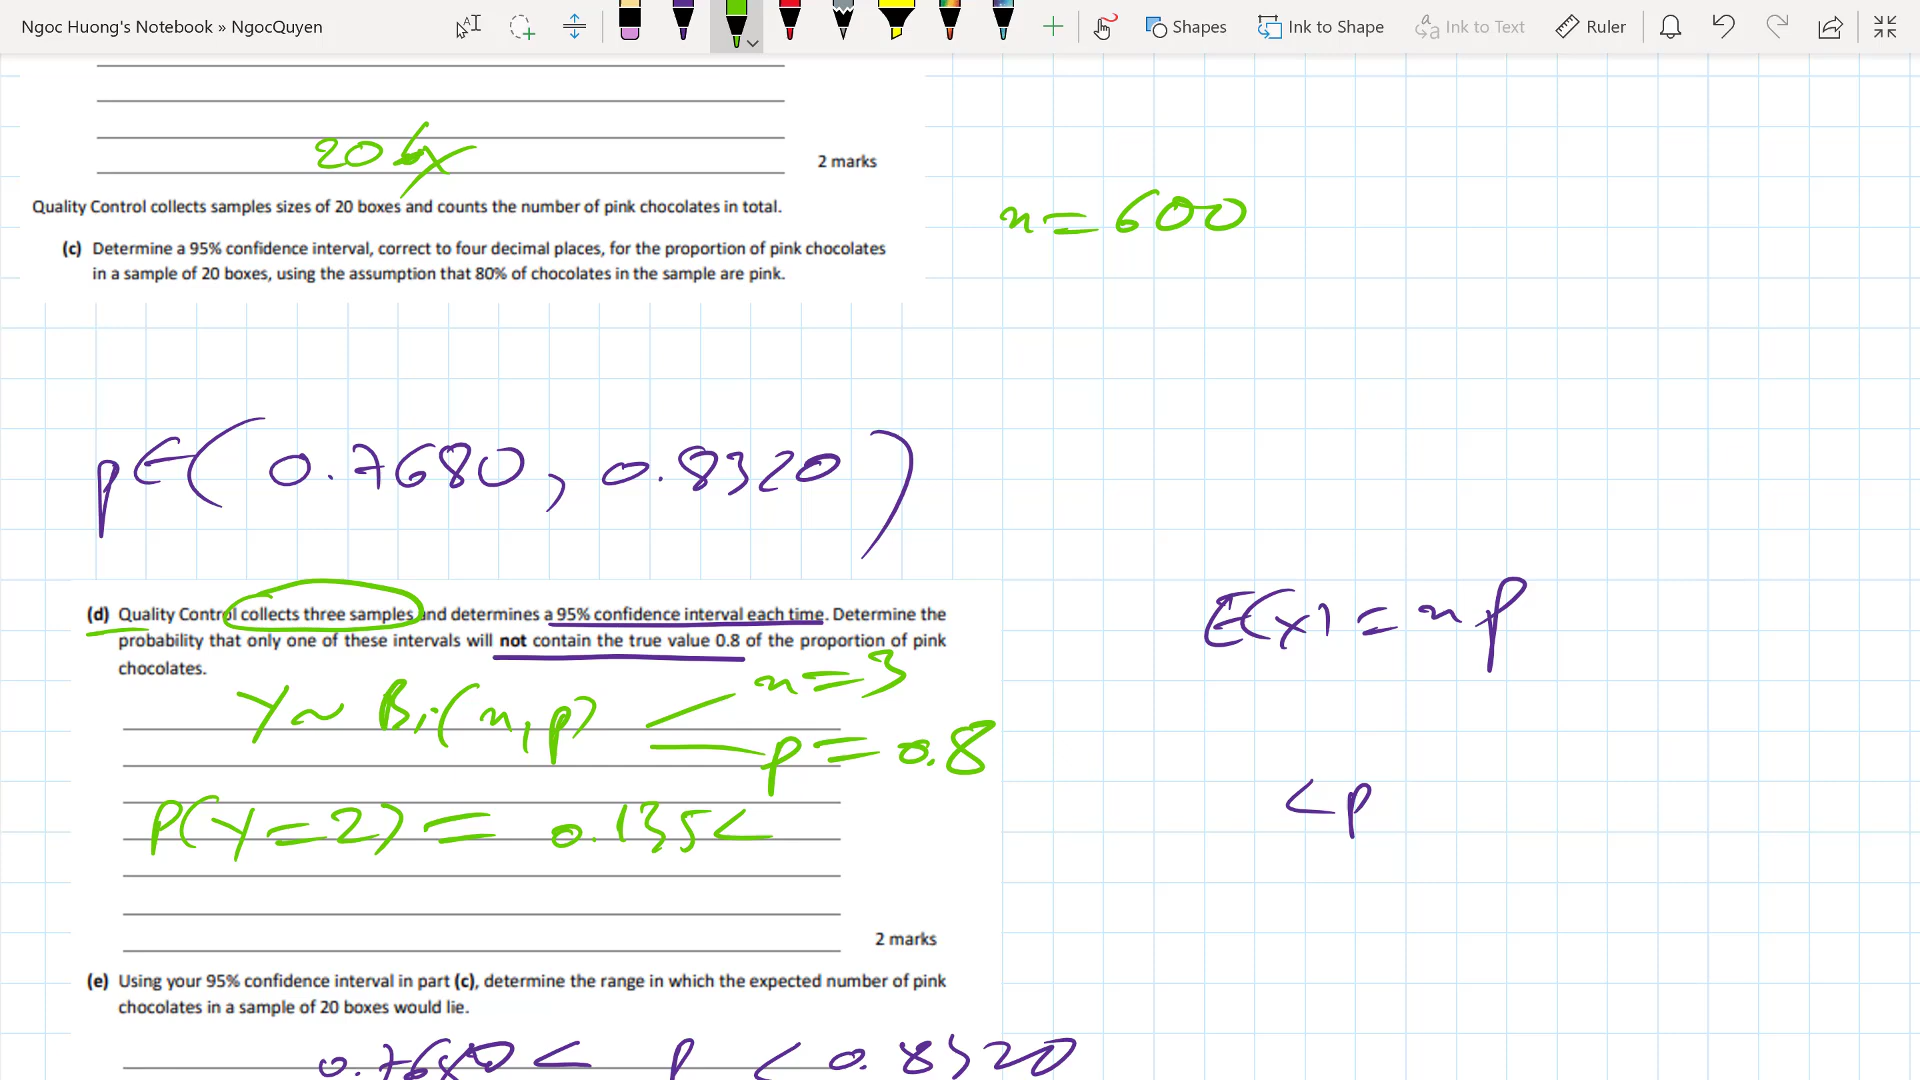 Ngoc Huong's Notebook » NgocQuyen
Shapes
Ink to Shape
Ink to Text
Ruler
20 bx
2 marks
Quality Control collects samples sizes of 20 boxes and counts the number of pink chocolates in total.
n = 600
(c) Determine a 95% confidence interval, correct to four decimal places, for the proportion of pink chocolates
in a sample of 20 boxes, using the assumption that 80% of chocolates in the sample are pink.
p ∈ ( 0.7680, 0.8320 )
(d) Quality Control collects three samples and determines a 95% confidence interval each time. Determine the
probability that only one of these intervals will not contain the true value 0.8 of the proportion of pink
chocolates.
E(x) = n p
n = 3
Y ~ Bi(n, p)
p = 0.8
< p
P(Y = 2) = 0.135<
2 marks
(e) Using your 95% confidence interval in part (c), determine the range in which the expected number of pink
chocolates in a sample of 20 boxes would lie.
0.7680 < p < 0.8320